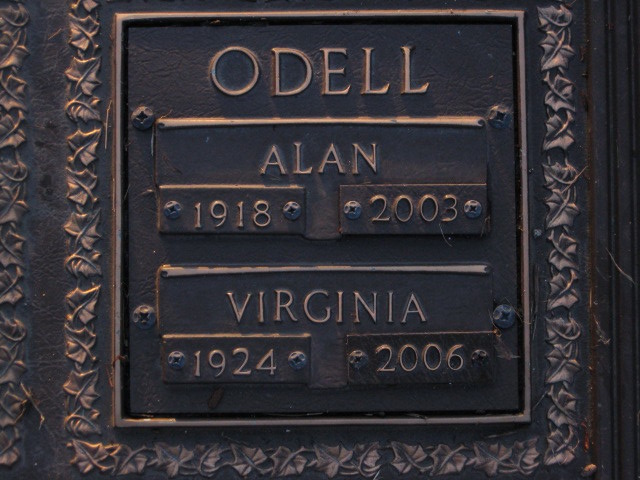 ODELL
ALAN
1918 2003
VIRGINIA
1924 2006